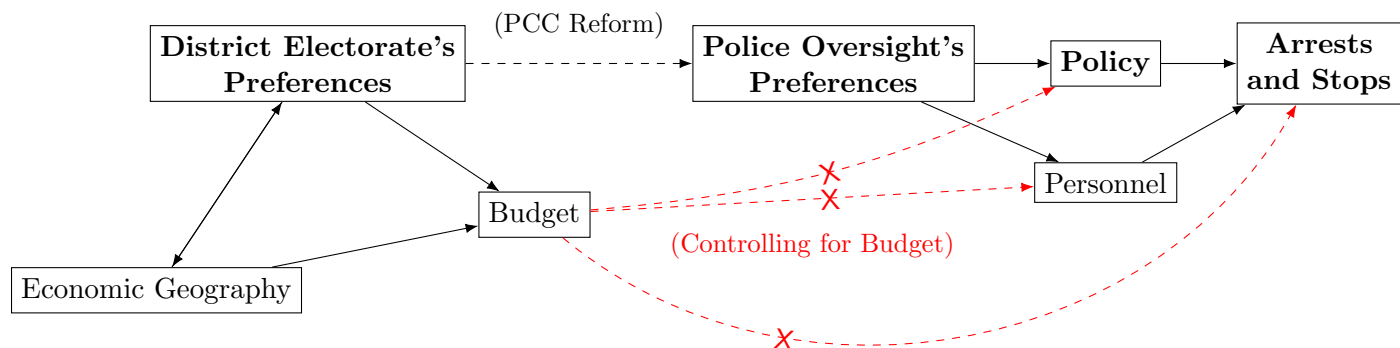 (PCC Reform)
District Electorate's
Preferences
Police Oversight's
Preferences
Policy
Arrests
and Stops
Personnel
Budget
(Controlling for Budget)
Economic Geography